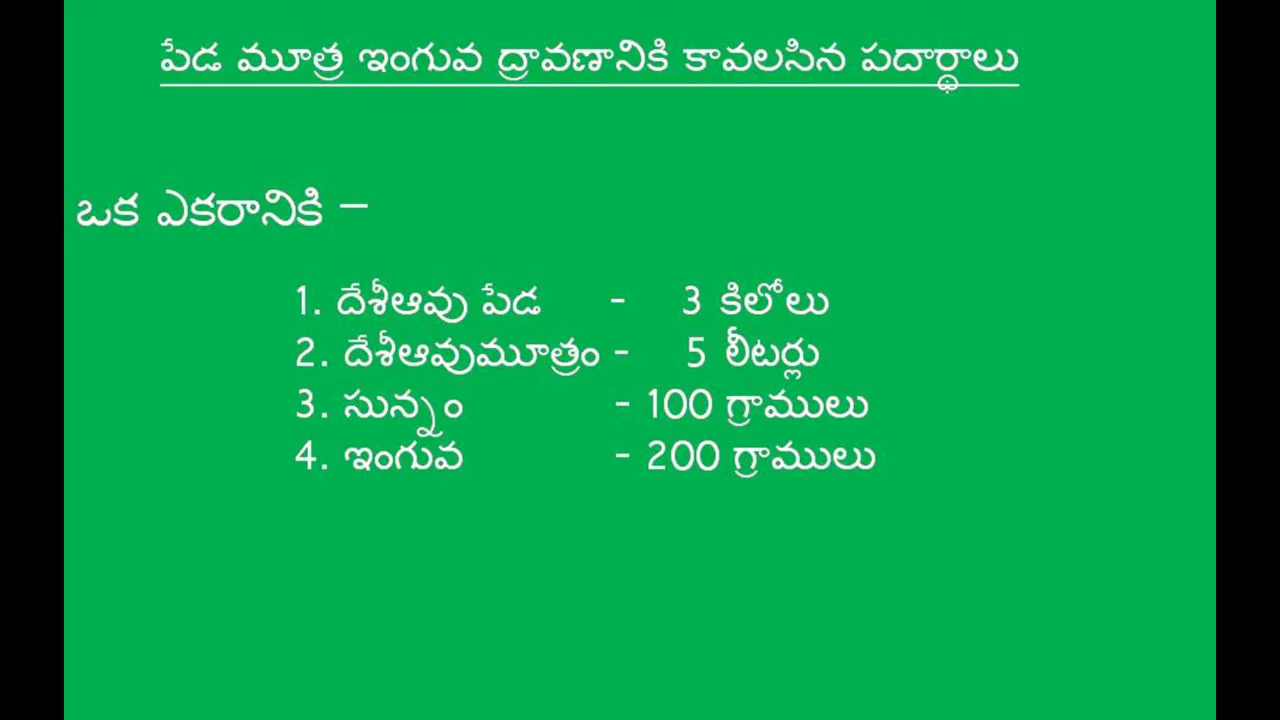 పేడ మూత్ర ఇంగువ ద్రావణానికి కావలసిన పదార్థాలు
ఒక ఎకరానికి –
1. దేశీఆవు పేడ - 3 కిలోలు
2. దేశీఆవుమూత్రం - 5 లీటర్లు
3. సున్నం - 100 గ్రాములు
4. ఇంగువ - 200 గ్రాములు